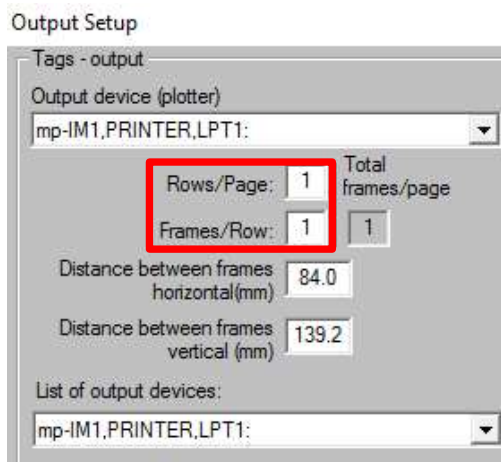 Output Setup
Tags - output
Output device (plotter)
mp-IM1,PRINTER,LPT1:
Rows/Page: 1
Total
frames/page
Frames/Row: 1
1
Distance between frames
horizontal(mm)
84.0
Distance between frames
vertical (mm)
139.2
List of output devices:
mp-IM1,PRINTER,LPT1: